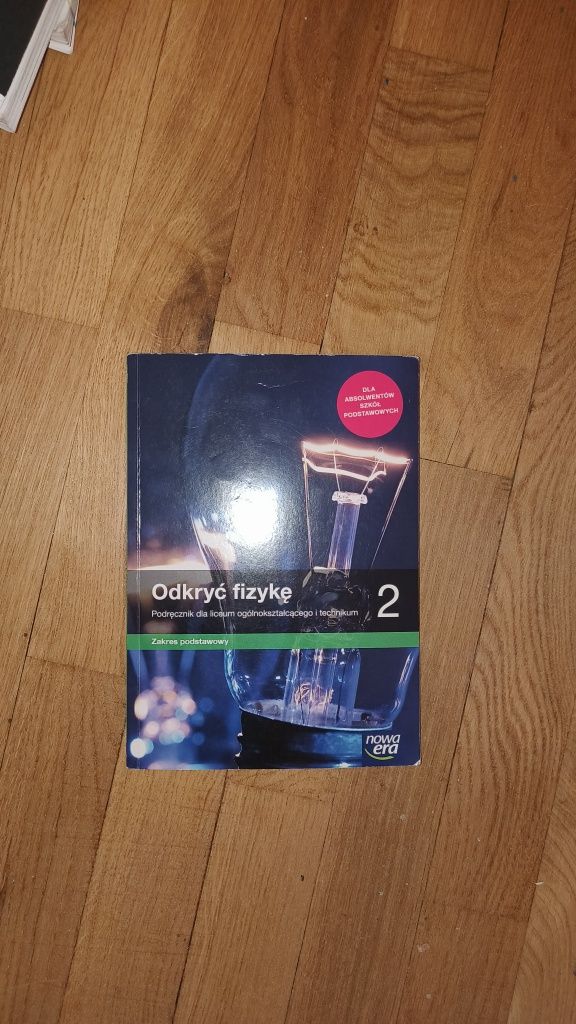 DLA
ABSOLWENTÓW
SZKÓŁ
PODSTAWOWYCH
Odkryć fizykę
2
Podręcznik dla liceum ogólnokształcącego i technikum
Zakres podstawowy
nowa
era